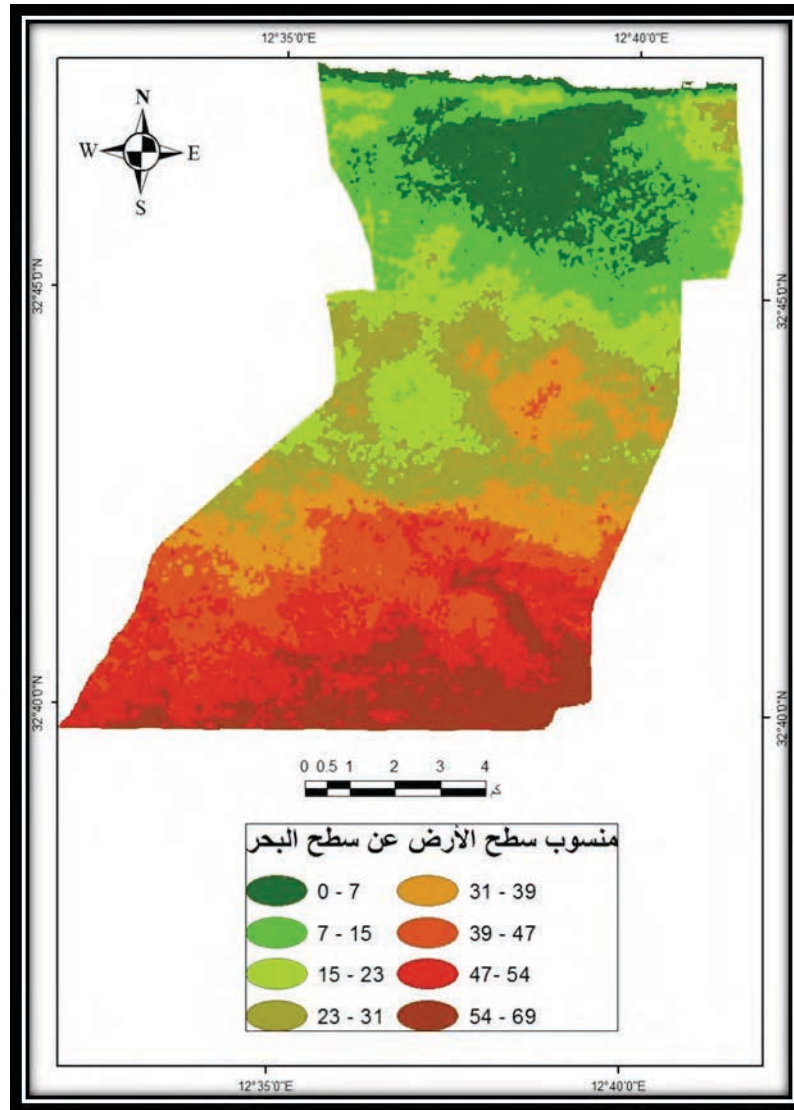 12°35'0"E 12°40'0"E
N
W E
S
32°45'0"N 32°45'0"N
32°40'0"N 32°40'0"N
0 0.5 1 2 3 4
كم
منسوب سطح الأرض عن سطح البحر
0 - 7 31 - 39
7 - 15 39 - 47
15 - 23 47- 54
23 - 31 54 - 69
12°35'0"E 12°40'0"E